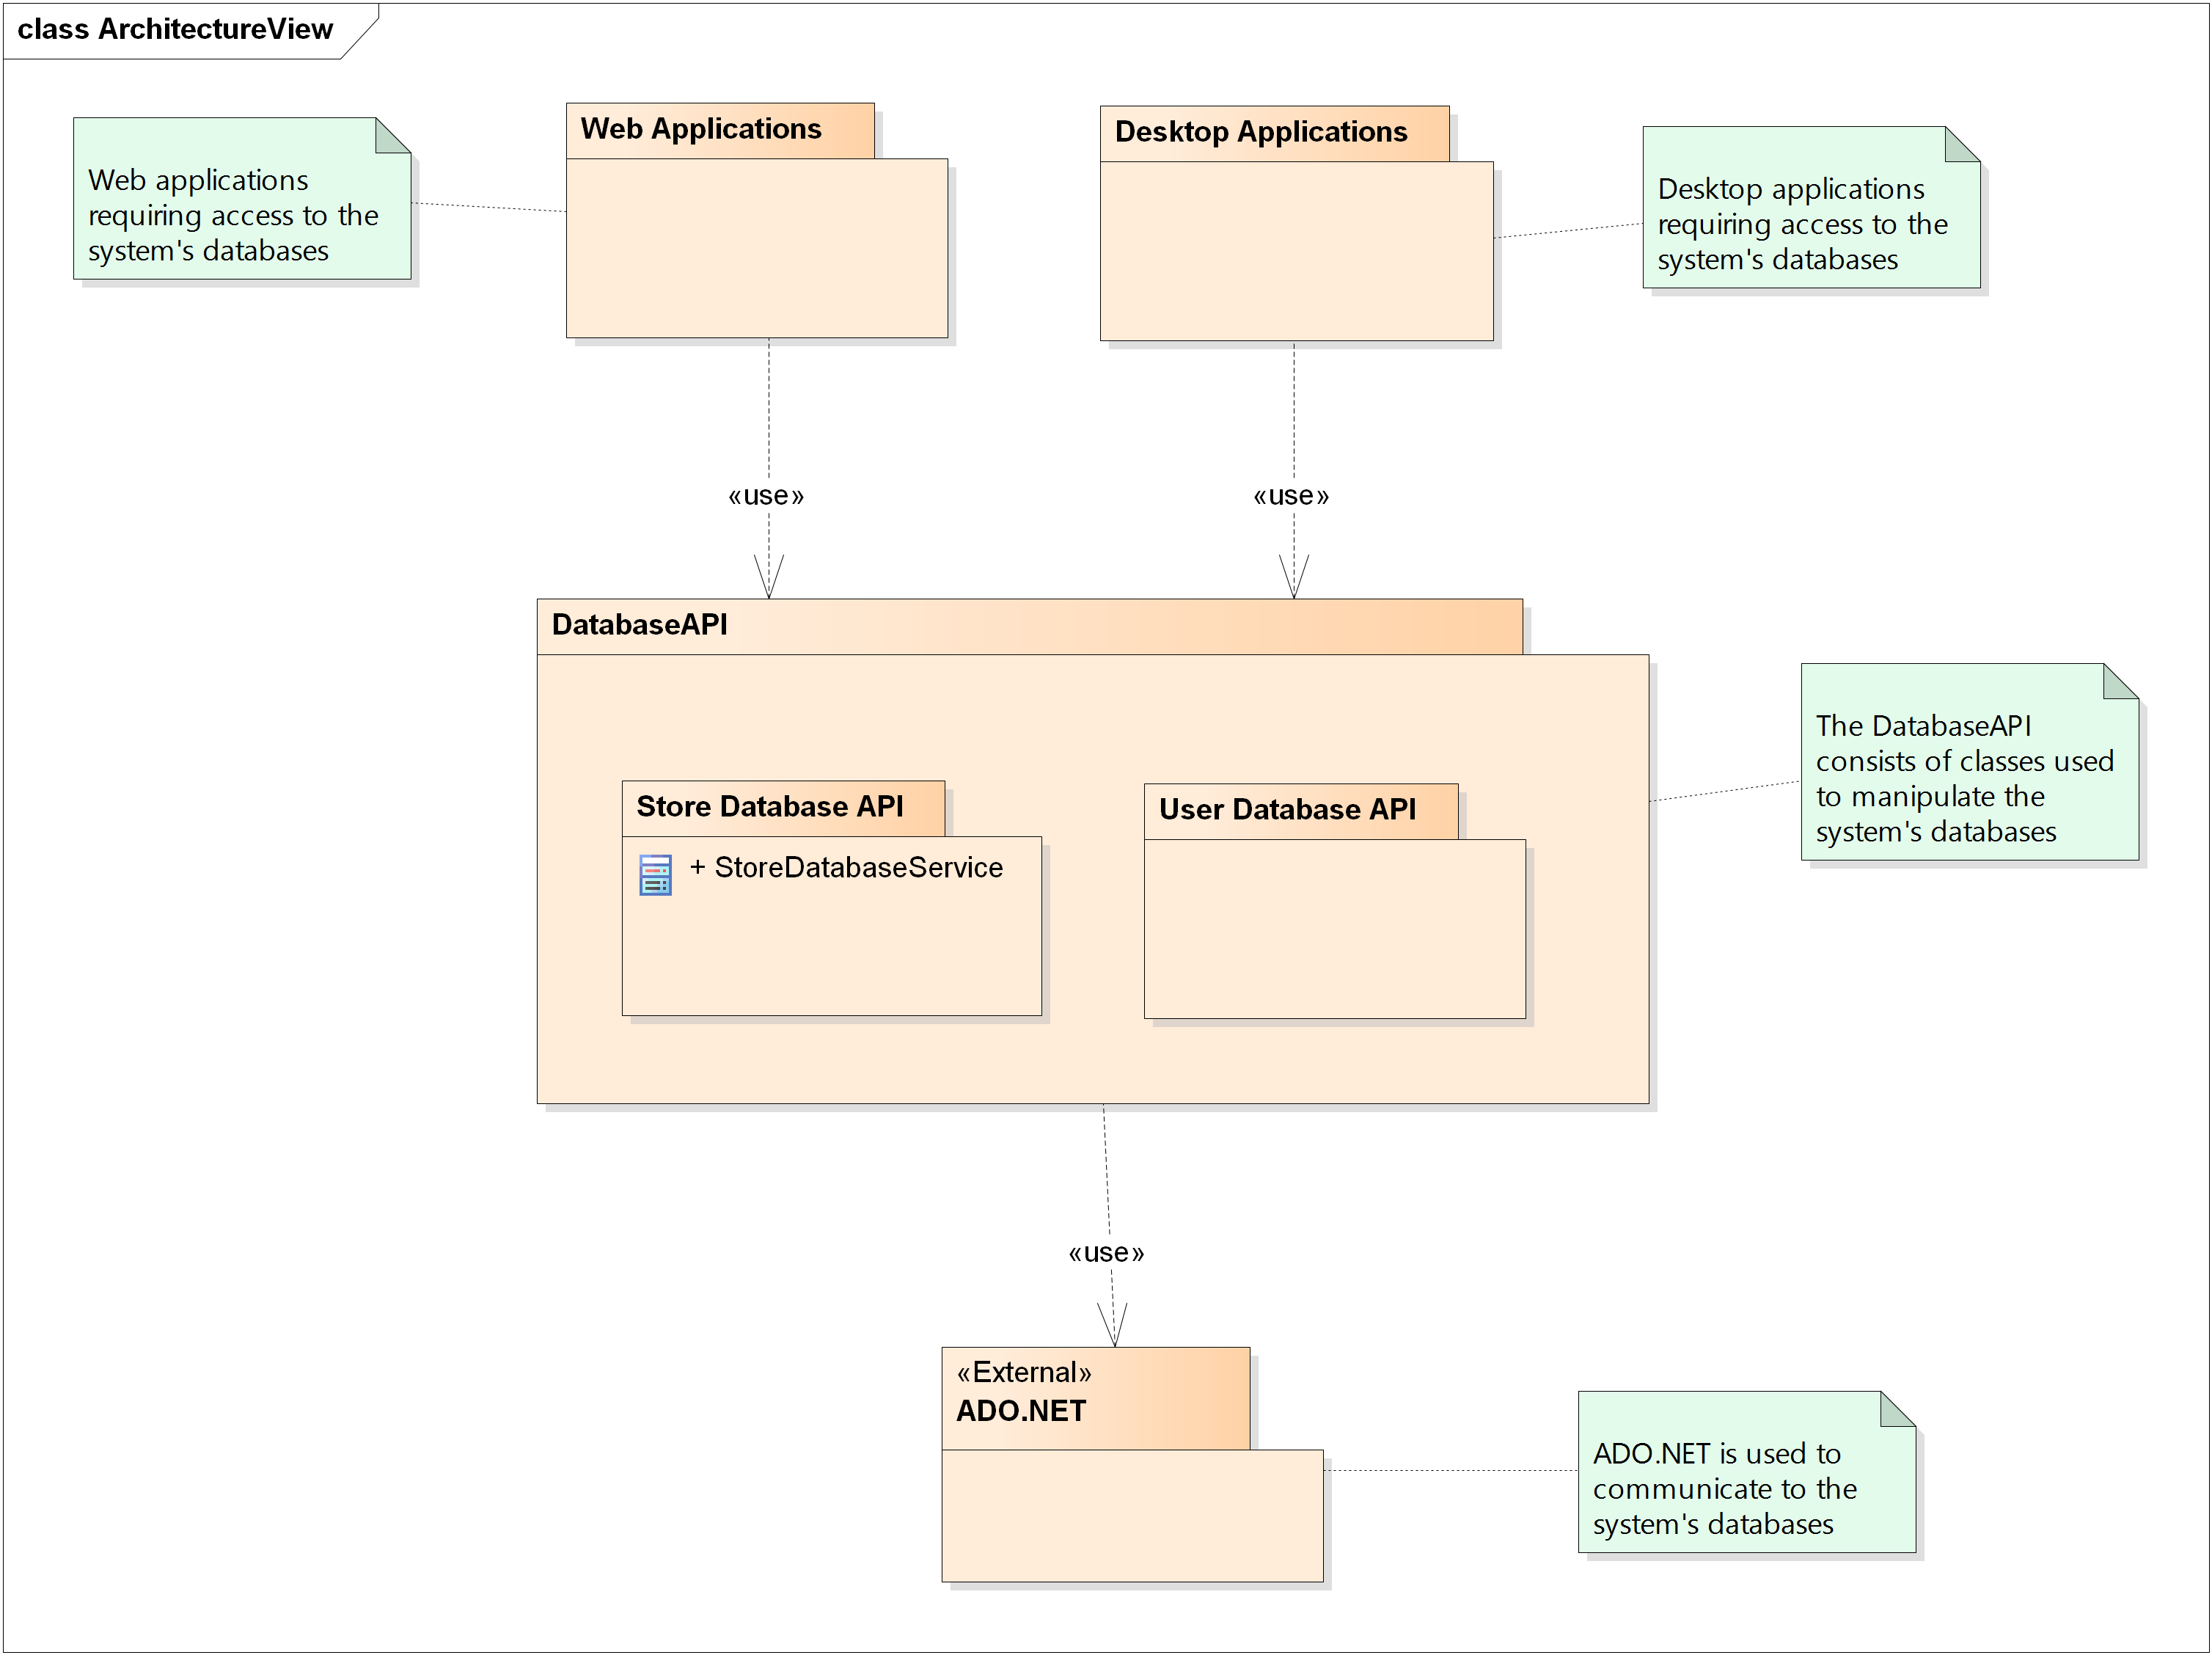 class ArchitectureView
Web applications
requiring access to the
system's databases
Web Applications
Desktop Applications
Desktop applications
requiring access to the
system's databases
«use»
«use»
DatabaseAPI
Store Database API
+ StoreDatabaseService
User Database API
The DatabaseAPI
consists of classes used
to manipulate the
system's databases
«use»
«External»
ADO.NET
ADO.NET is used to
communicate to the
system's databases